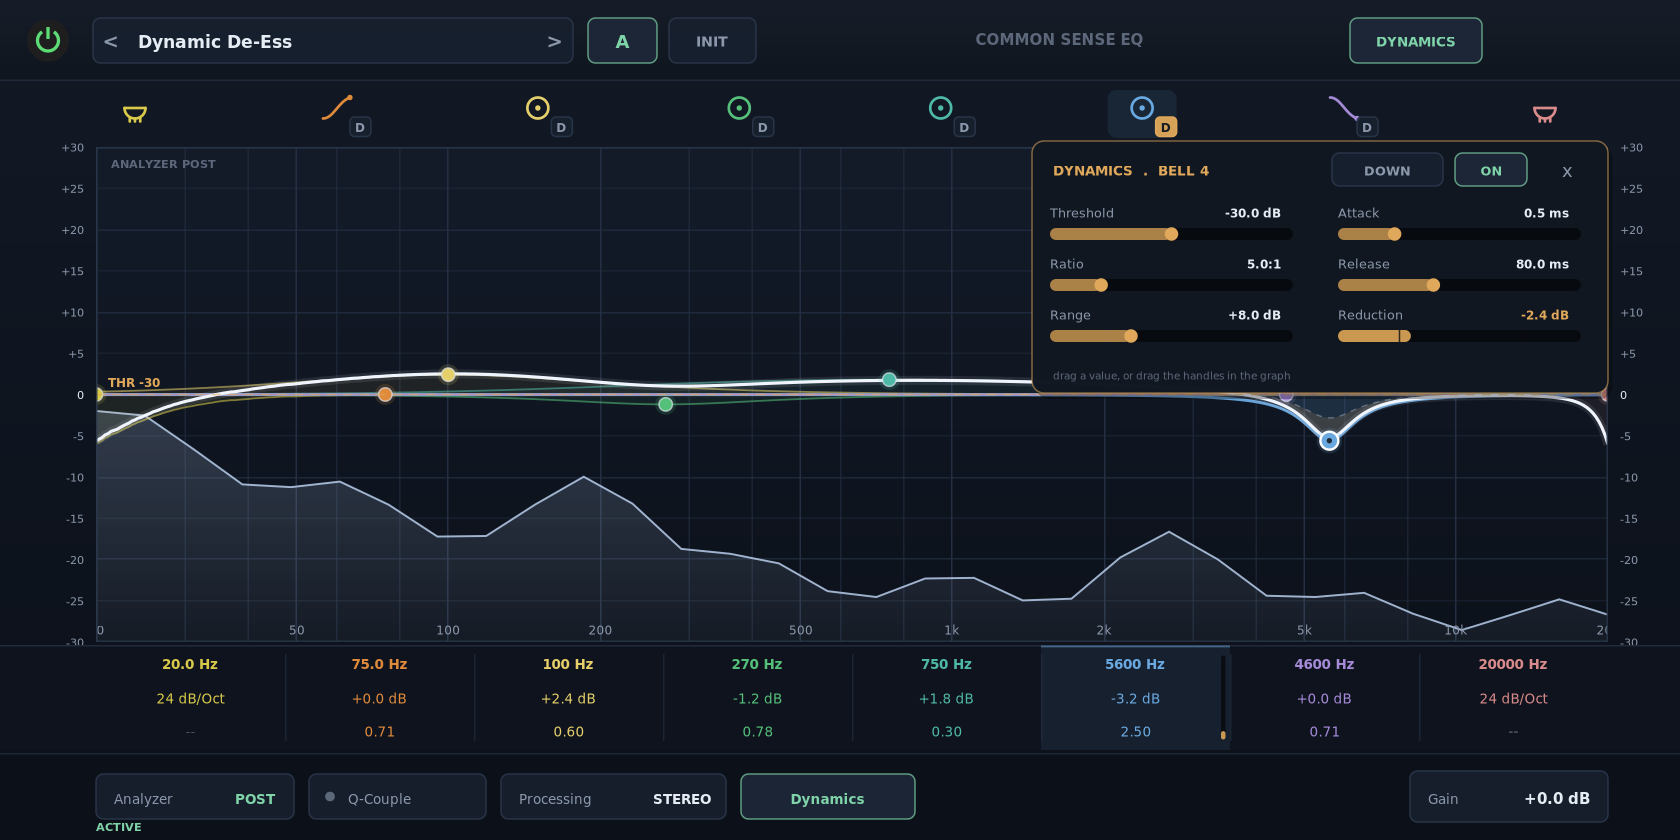 < Dynamic De-Ess > A INIT COMMON SENSE EQ DYNAMICS
D D D D D D
+30 ANALYZER POST +30
DYNAMICS . BELL 4 DOWN ON X
+25 +25
Threshold -30.0 dB Attack 0.5 ms
+20 +20
Ratio 5.0:1 Release 80.0 ms
+15 +15
+10 +10
Range +8.0 dB Reduction -2.4 dB
+5 +5
drag a value, or drag the handles in the graph
THR -30
0 0
-5 -5
-10 -10
-15 -15
-20 -20
-25 -25
0 50 100 200 500 1k 2k 5k 10k 20
-30 -30
20.0 Hz 75.0 Hz 100 Hz 270 Hz 750 Hz 5600 Hz 4600 Hz 20000 Hz
24 dB/Oct +0.0 dB +2.4 dB -1.2 dB +1.8 dB -3.2 dB +0.0 dB 24 dB/Oct
-- 0.71 0.60 0.78 0.30 2.50 0.71 --
Analyzer POST Q-Couple Processing STEREO Dynamics Gain +0.0 dB
ACTIVE